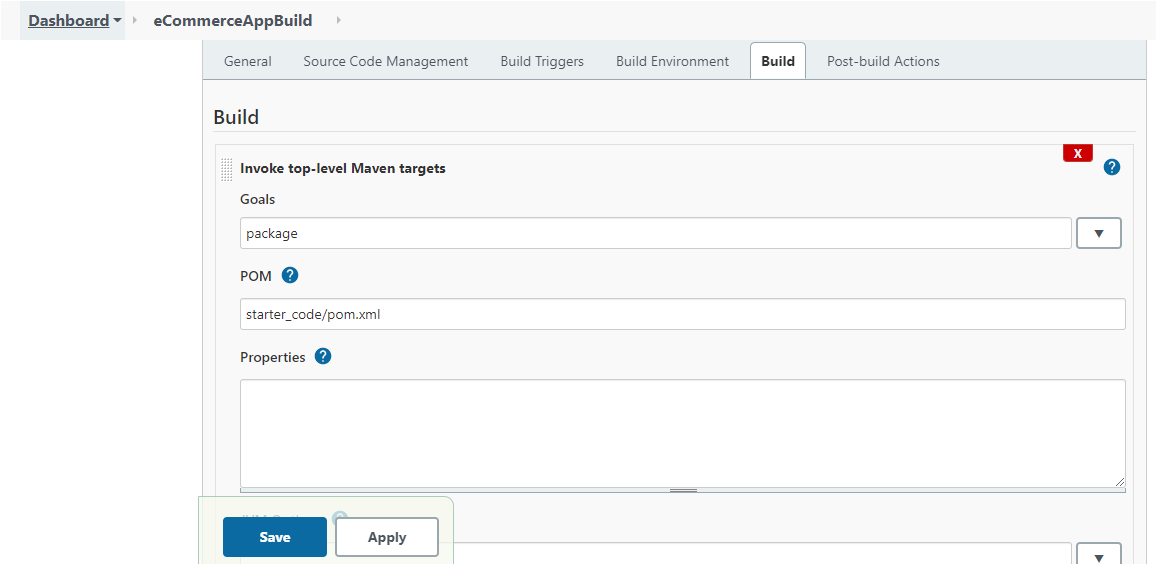 Dashboard eCommerceAppBuild
General Source Code Management Build Triggers Build Environment Build Post-build Actions
Build
X
Invoke top-level Maven targets ?
Goals
package
POM ?
starter_code/pom.xml
Properties ?
Save Apply